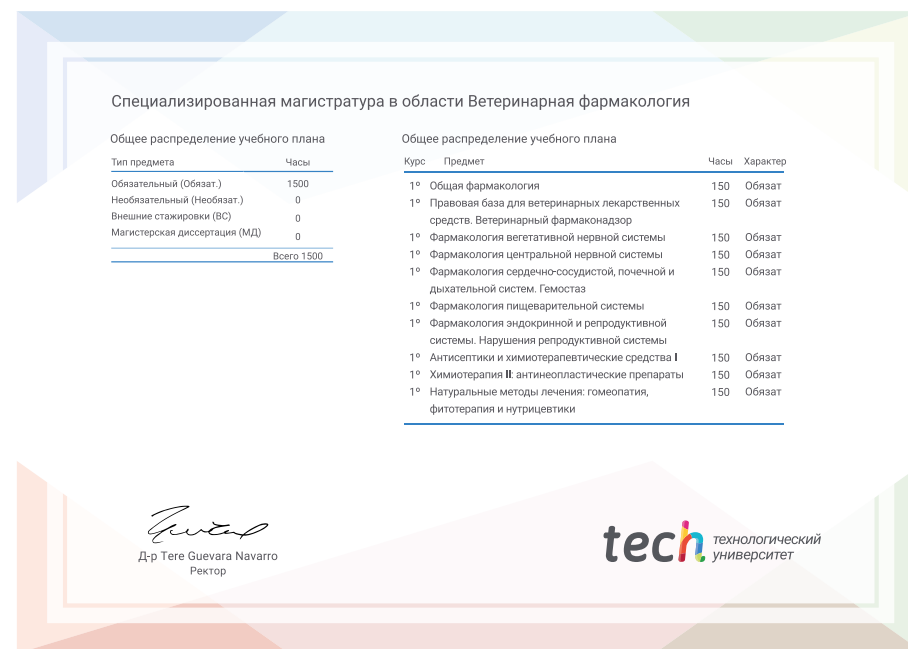 Специализированная магистратура в области Ветеринарная фармакология
Общее распределение учебного плана
Тип предмета Часы
Обязательный (Обязат.) 1500
Необязательный (Необязат.) 0
Внешние стажировки (ВС) 0
Магистерская диссертация (МД) 0
Всего 1500
Общее распределение учебного плана
Курс Предмет Часы Характер
1º Общая фармакология 150 Обязат
1º Правовая база для ветеринарных лекарственных 150 Обязат
средств. Ветеринарный фармаконадзор
1º Фармакология вегетативной нервной системы 150 Обязат
1º Фармакология центральной нервной системы 150 Обязат
1º Фармакология сердечно-сосудистой, почечной и 150 Обязат
дыхательной систем. Гемостаз
1º Фармакология пищеварительной системы 150 Обязат
1º Фармакология эндокринной и репродуктивной 150 Обязат
системы. Нарушения репродуктивной системы
1º Антисептики и химиотерапевтические средства I 150 Обязат
1º Химиотерапия II: антинеопластические препараты 150 Обязат
1º Натуральные методы лечения: гомеопатия, 150 Обязат
фитотерапия и нутрицевтики
Д-р Tere Guevara Navarro
Ректор
tech технологический
университет